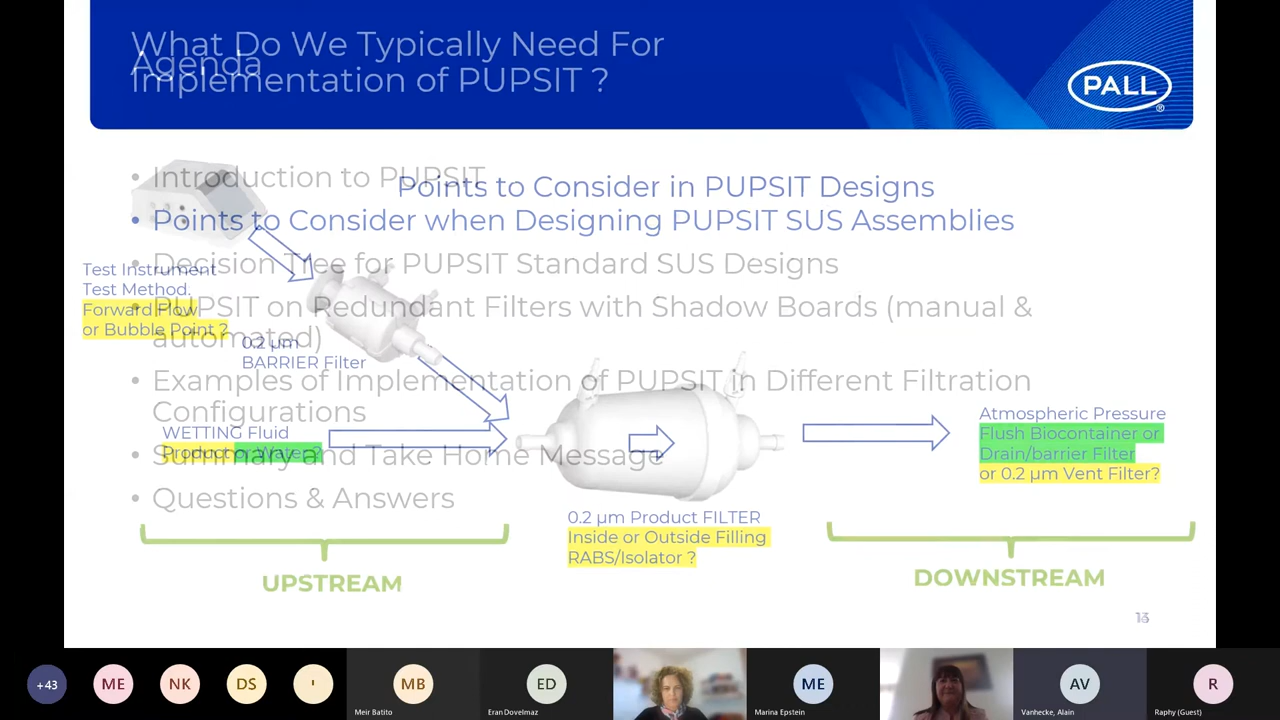 What Do We Typically Need For
Agenda
Implementation of PUPSIT ?
PALL
®
• Introduction to PUPSIT
Points to Consider in PUPSIT Designs
• Points to Consider when Designing PUPSIT SUS Assemblies
• Decision Tree for PUPSIT Standard SUS Designs
Test Instrument
Test Method.
Forward Flow
or Bubble Point ?
• PUPSIT on Redundant Filters with Shadow Boards (manual &
automated)
0.2 µm
BARRIER Filter
• Examples of Implementation of PUPSIT in Different Filtration
Configurations
WETTING Fluid
Product or Water ?
• Summary and Take Home Message
• Questions & Answers
Atmospheric Pressure
Flush Biocontainer or
Drain/barrier Filter
or 0.2 µm Vent Filter?
0.2 µm Product FILTER
Inside or Outside Filling
RABS/Isolator ?
UPSTREAM
DOWNSTREAM
+43
ME
NK
DS
'
MB
Meir Batito
ED
Eran Dovelmaz
ME
Marina Epstein
AV
Vanhecke, Alain
R
Raphy (Guest)